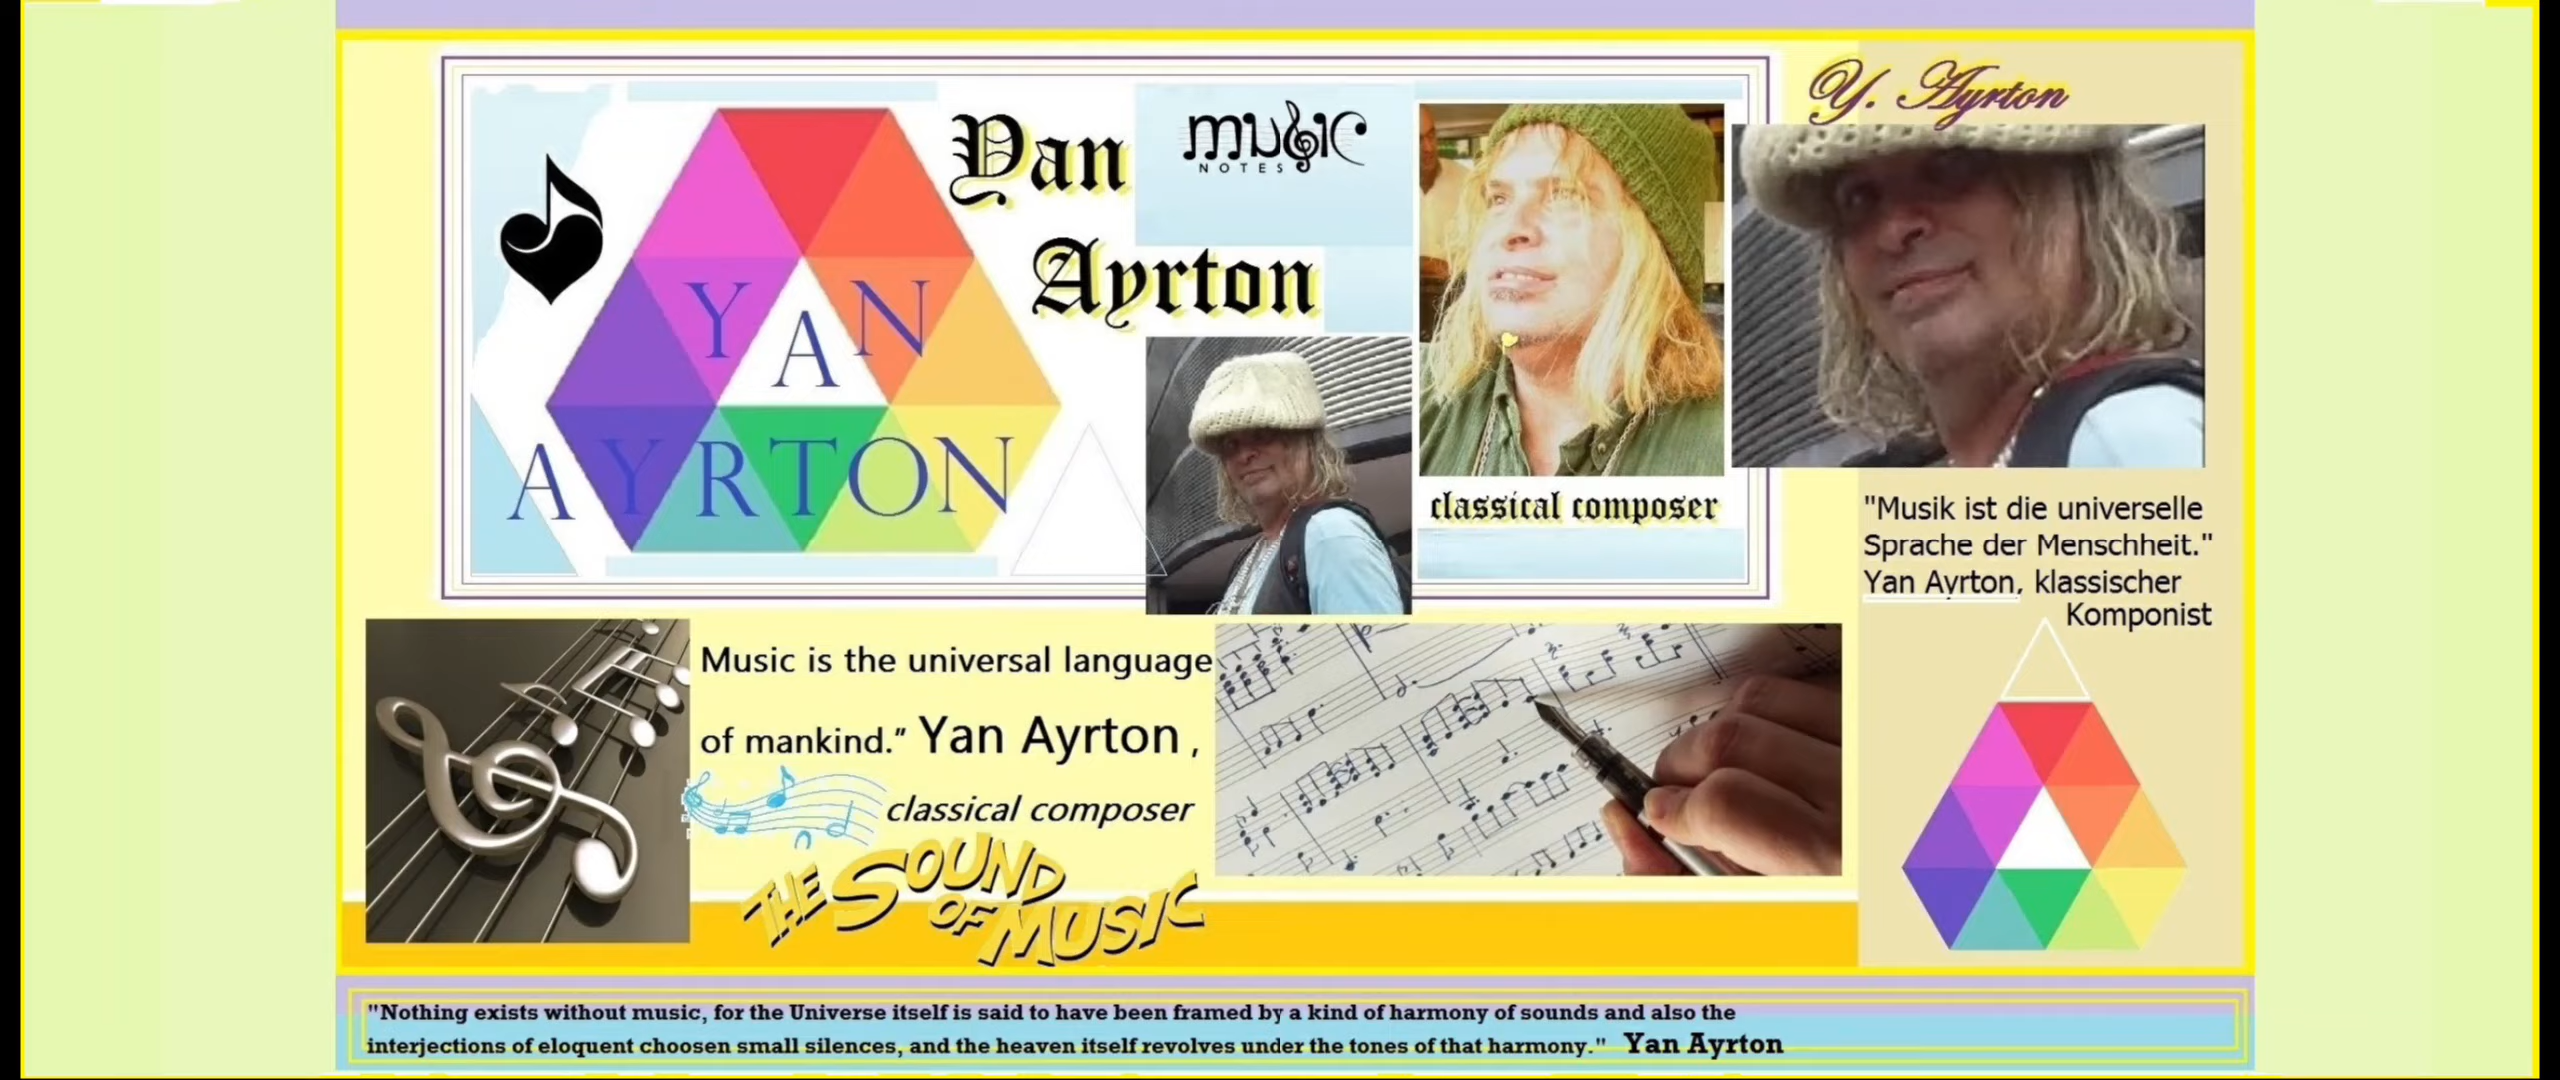 Y. Ayrton
Yan
music
NOTES
Ayrton
YAN
AYRTON
classical composer
"Musik ist die universelle
Sprache der Menschheit."
Yan Ayrton, klassischer
Komponist
Music is the universal language
of mankind.” Yan Ayrton ,
classical composer
THE SOUND
OF MUSIC
"Nothing exists without music, for the Universe itself is said to have been framed by a kind of harmony of sounds and also the
interjections of eloquent choosen small silences, and the heaven itself revolves under the tones of that harmony." Yan Ayrton